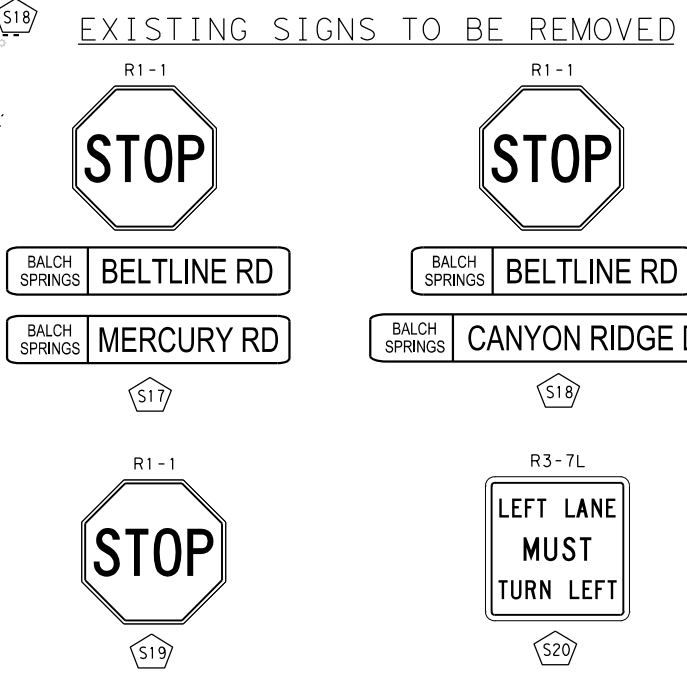 S18
EXISTING SIGNS TO BE REMOVED
R1-1
STOP
BALCH SPRINGS
BELTLINE RD
BALCH SPRINGS
MERCURY RD
S17
R1-1
STOP
BALCH SPRINGS
BELTLINE RD
BALCH SPRINGS
CANYON RIDGE
S18
R1-1
STOP
S19
R3-7L
LEFT LANE
MUST
TURN LEFT
S20